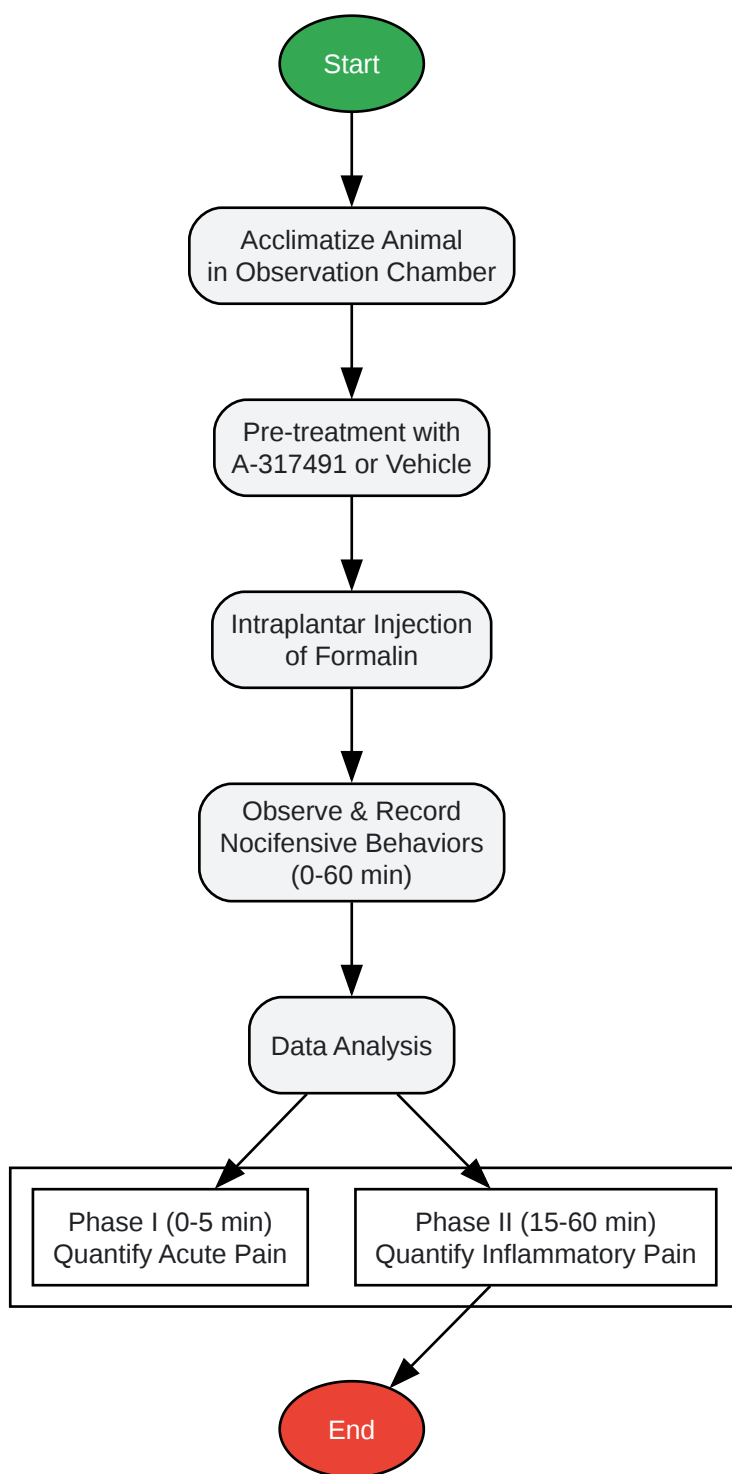 Start
Acclimatize Animal
in Observation Chamber
Pre-treatment with
A-317491 or Vehicle
Intraplantar Injection
of Formalin
Observe & Record
Nocifensive Behaviors
(0-60 min)
Data Analysis
Phase I (0-5 min)
Quantify Acute Pain
Phase II (15-60 min)
Quantify Inflammatory Pain
End